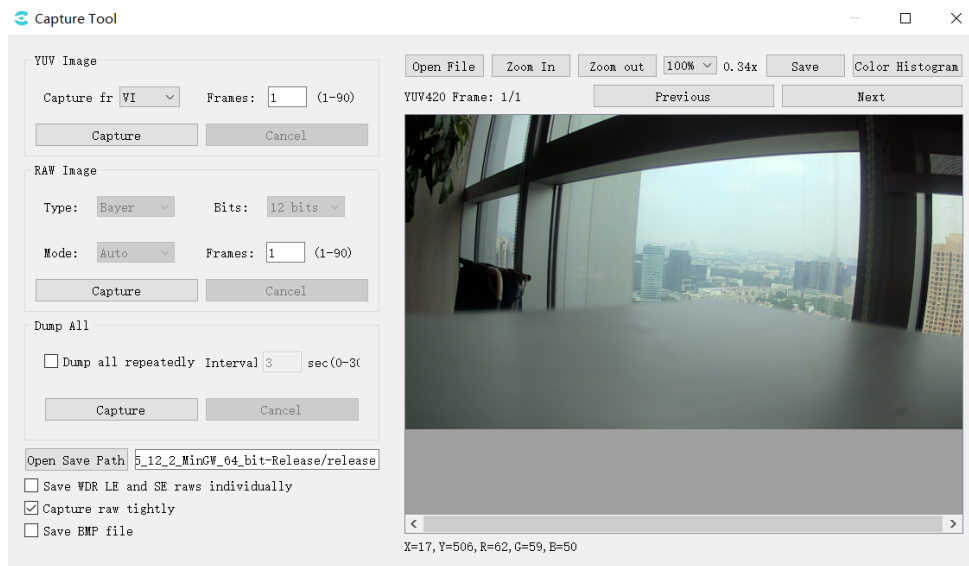 Capture Tool
YUV Image
Capture fr VI Frames: 1 (1-90)
Capture Cancel
RAW Image
Type: Bayer Bits: 12 bits
Mode: Auto Frames: 1 (1-90)
Capture Cancel
Dump All
Dump all repeatedly Interval 3 sec(0-30
Capture Cancel
Open Save Path 5_12_2_MinGW_64_bit-Release/release
Save WDR LE and SE raws individually
Capture raw tightly
Save BMP file
Open File Zoom In Zoom out 100% 0.34x Save Color Histogram
YUV420 Frame: 1/1 Previous Next
X=17,Y=506,R=62,G=59,B=50